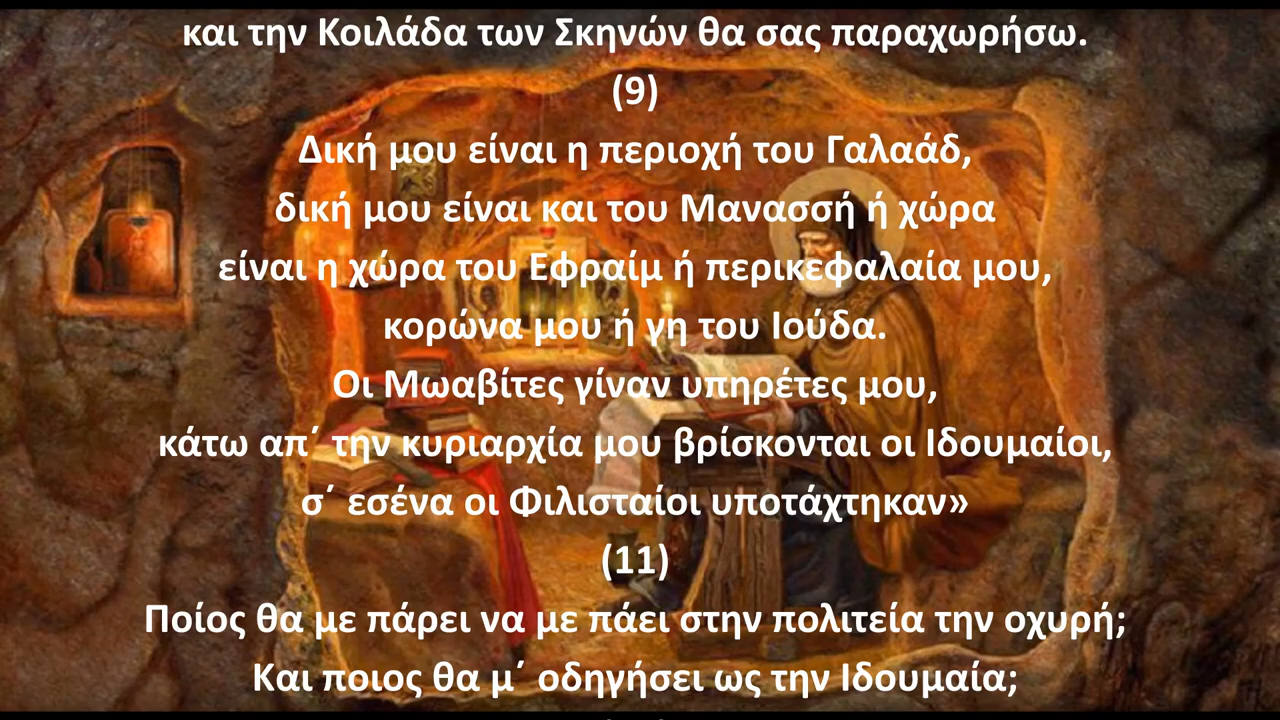 και την Κοιλάδα των Σκηνών θα σας παραχωρήσω.
(9)
Δική μου είναι η περιοχή του Γαλαάδ,
δική μου είναι και του Μανασσή ή χώρα
είναι η χώρα του Εφραίμ ή περικεφαλαία μου,
κορώνα μου ή γη του Ιούδα.
Οι Μωαβίτες γίναν υπηρέτες μου,
κάτω απ΄ την κυριαρχία μου βρίσκονται οι Ιδουμαίοι,
σ΄ εσένα οι Φιλισταίοι υποτάχτηκαν»
(11)
Ποίος θα με πάρει να με πάει στην πολιτεία την οχυρή;
Και ποιος θα μ΄ οδηγήσει ως την Ιδουμαία;